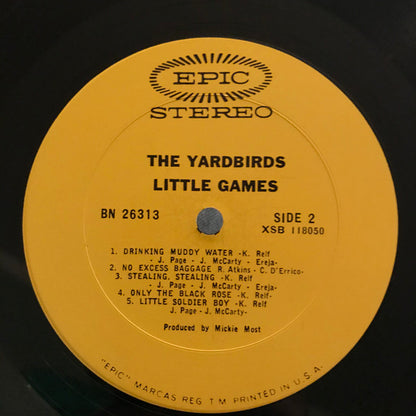 EPIC
STEREO
THE YARDBIRDS
LITTLE GAMES
BN 26313
SIDE 2
XSB 118050
1. DRINKING MUDDY WATER -K. Relf
- J. Page - J. McCarty - Ereja-
2. NO EXCESS BAGGAGE R. Atkins - C. D'Errico-
3. STEALING, STEALING -K. Relf
- J. Page - J. McCarty - Ereja-
4. ONLY THE BLACK ROSE -K. Relf-
5. LITTLE SOLDIER BOY -K. Relf
J. Page -J. McCarty-
Produced by Mickie Most
"EPIC" MARCAS REG T M PRINTED IN U.S.A.